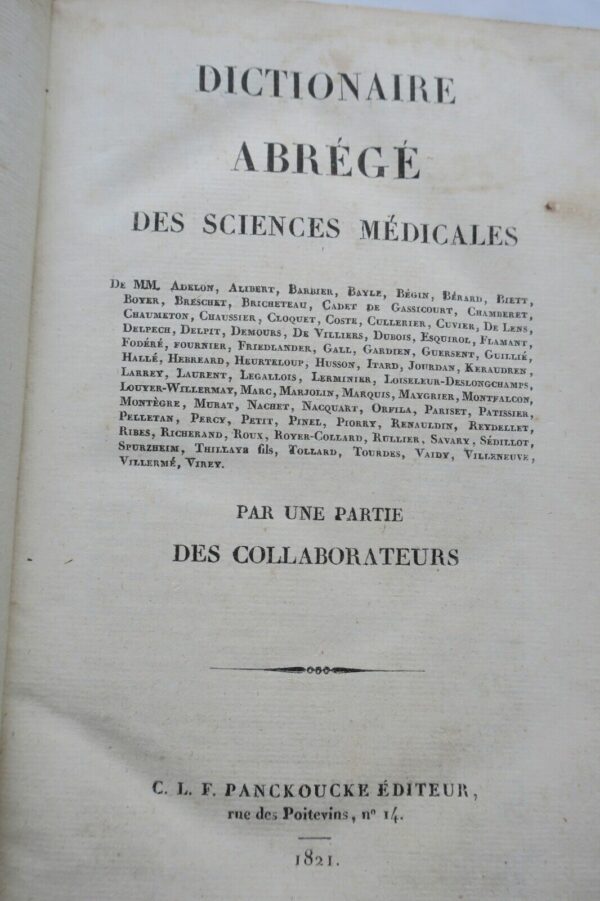 DICTIONAIRE
ABRÉGÉ
DES SCIENCES MÉDICALES
De MM. Adelon, Alibert, Barbier, Bayle, Bégin, Bérard, Biett,
Boyer, Breschet, Bricheteau, Cadet de Gassicourt, Chamberet,
Chaumeton, Chaussier, Cloquet, Coste, Cullerier, Cuvier, De Lens,
Delpech, Delpit, Demours, De Villiers, Dubois, Esquirol, Flamant,
Fodéré, fournier, Friedlander, Gall, Gardien, Guersent, Guillié,
Hallé, Hebreard, Heurteloup, Husson, Itard, Jourdan, Keraudren,
Larrey, Laurent, Legallois, Lerminier, Loiseleur-Deslongchamps,
Louyer-Willermay, Marc, Marjolin, Marquis, Maygrier, Montfalcon,
Montègre, Murat, Nachet, Nacquart, Orfila, Pariset, Patissier,
Pelletan, Percy, Petit, Pinel, Piorry, Renauldin, Reydellet,
Ribes, Richerand, Roux, Royer-Collard, Rullier, Savary, Sédillot,
Spurzheim, Thillaya fils, Tollard, Tourdes, Vaidy, Villeneuve,
Villermé, Virey.
PAR UNE PARTIE
DES COLLABORATEURS
C. L. F. PANCKOUCKE ÉDITEUR,
rue des Poitevins, nº 14.
1821.